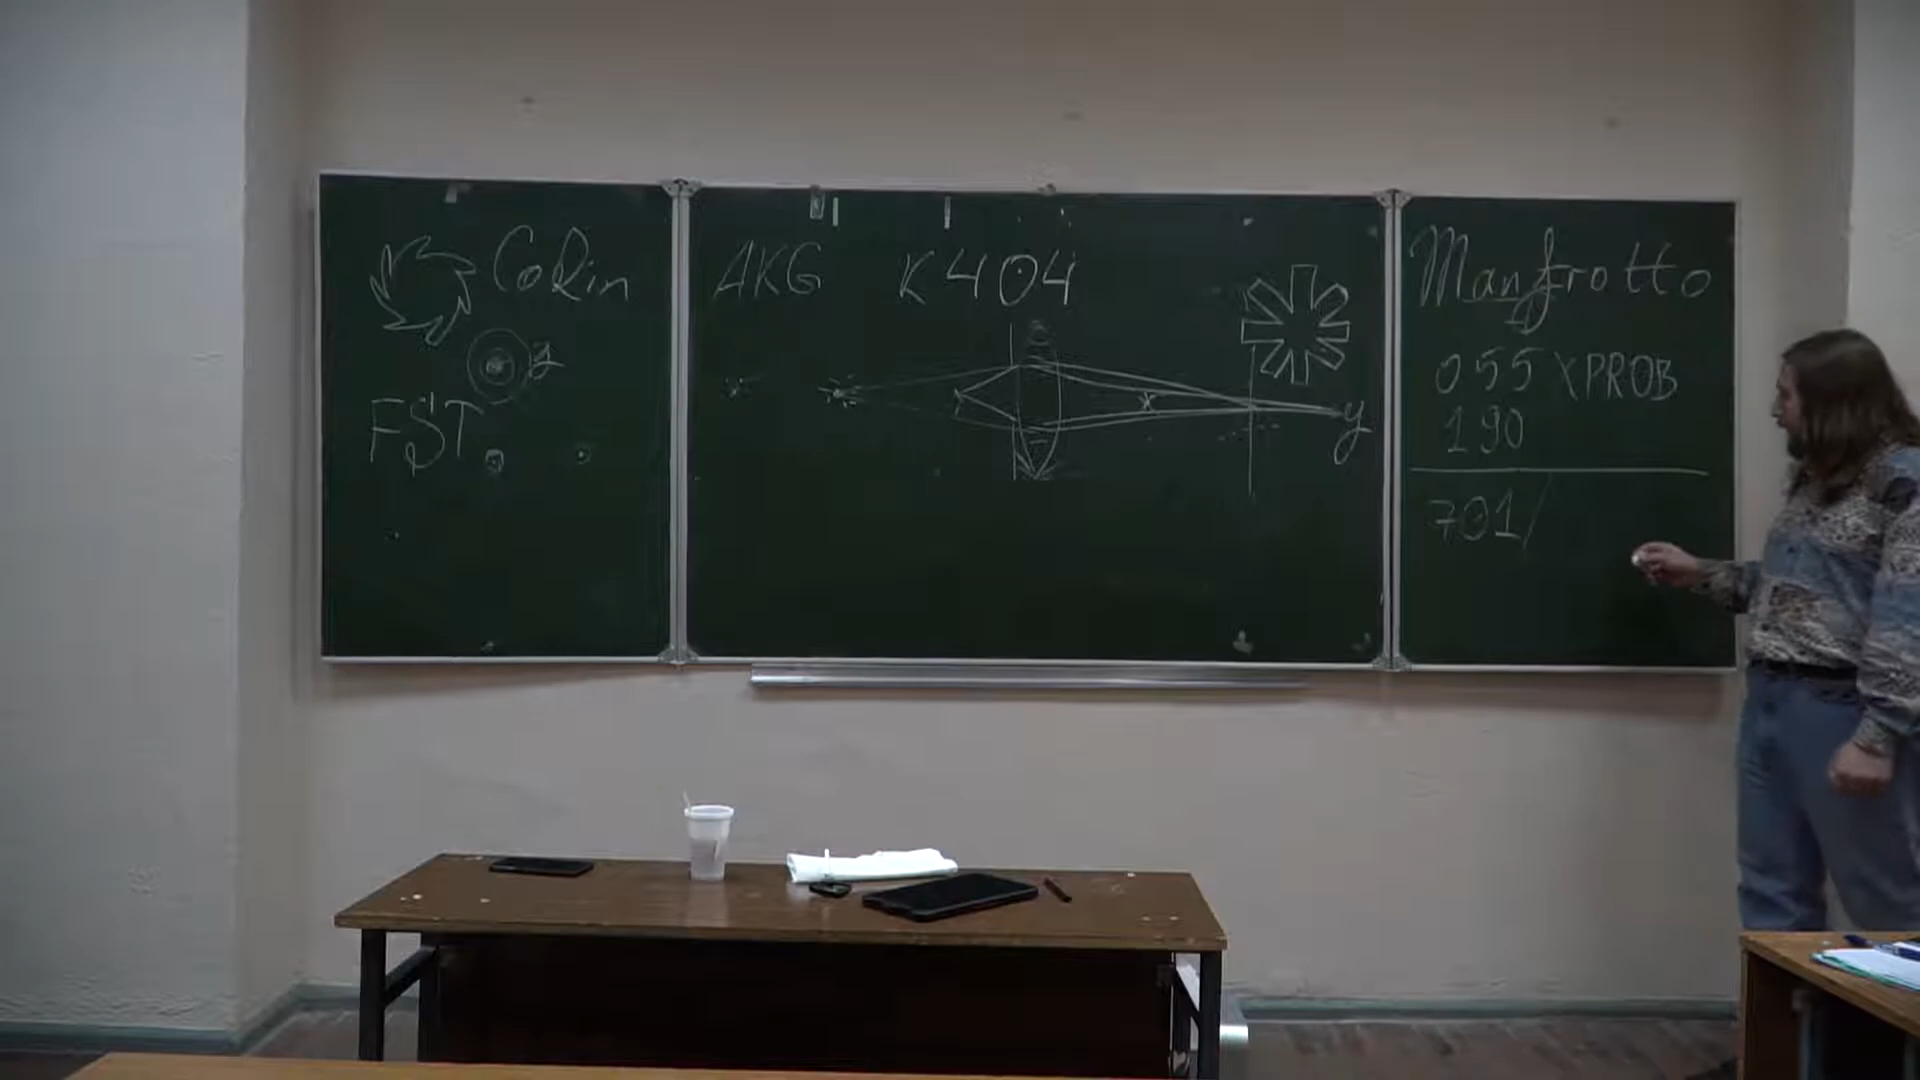 Cokin
FST
AKG K404
y
Manfrotto
055 XPROB
190
701/